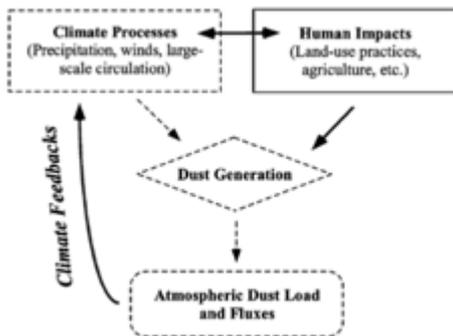 Climate Processes
(Precipitation, winds, large-
scale circulation)
Human Impacts
(Land-use practices,
agriculture, etc.)
Dust Generation
Climate Feedbacks
Atmospheric Dust Load
and Fluxes